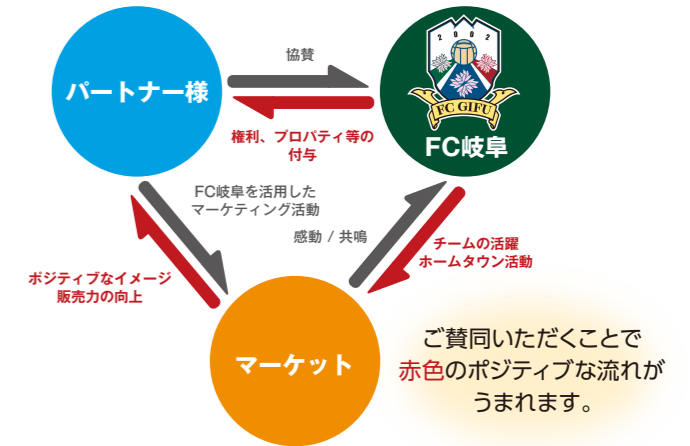 2002
FC GIFU
FC岐阜
パートナー様
協賛
権利、プロパティ等の
付与
FC岐阜を活用した
マーケティング活動
感動 / 共鳴
チームの活躍
ホームタウン活動
ポジティブなイメージ
販売力の向上
マーケット
ご賛同いただくことで
赤色のポジティブな流れが
うまれます。